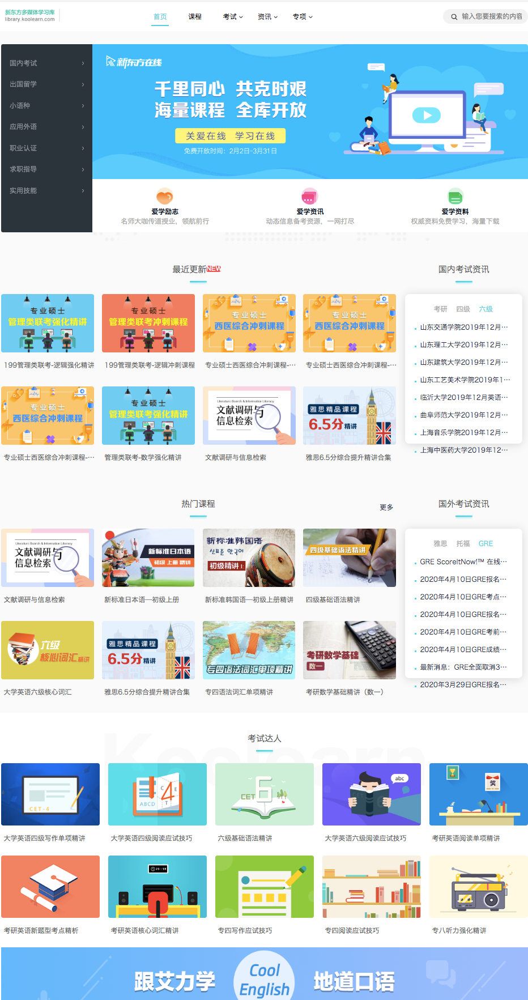 新东方多媒体学习库
library.koolearn.com
首页 课程 考试 资讯 专项
输入您要搜索的内容
国内考试
出国留学
小语种
应用外语
职业认证
求职指导
实用技能
新东方在线
千里同心 共克时艰
海量课程 全库开放
关爱在线 学习在线
免费开放时间：2月2日-3月31日
爱学励志
名师大咖传道授业，领航前行
爱学资讯
动态信息备考资源，一网打尽
爱学资料
权威资料免费学习，海量下载
最近更新NEW
专业硕士
管理类联考强化精讲
199管理类联考-逻辑强化精讲
专业硕士
管理类联考冲刺课程
199管理类联考-逻辑冲刺课程
专业硕士
西医综合冲刺课程
专业硕士西医综合冲刺课程-···
专业硕士
西医综合冲刺课程
专业硕士西医综合冲刺课程-···
专业硕士
西医综合冲刺课程
专业硕士西医综合冲刺课程-···
专业硕士
管理类联考强化精讲
管理类联考-数学强化精讲
Literature Search & Information Literacy
文献调研与
信息检索
文献调研与信息检索
雅思精品课程
6.5分精讲
雅思6.5分综合提升精讲合集
国内考试资讯
考研 四级 六级
山东交通学院2019年12月···
山东理工大学2019年12月···
山东建筑大学2019年12月···
山东工艺美术学院2019年1···
临沂大学2019年12月英语···
曲阜师范大学2019年12月···
上海音乐学院2019年12月···
上海中医药大学2019年12···
热门课程
更多
Literature Search & Information Literacy
文献调研与
信息检索
文献调研与信息检索
新标准日本语
初级 上册 精讲
新标准日本语—初级上册
新标准韩国语
신표준 한국어
初级精讲上
新标准韩国语—初级上册精讲
四级基础语法精讲
四级基础语法精讲
六级
核心词汇精讲
大学英语六级核心词汇
雅思精品课程
6.5分精讲
雅思6.5分综合提升精讲合集
专四语法词汇单项精讲
专四语法词汇单项精讲
考研数学基础
数一
考研数学基础精讲（数一）
国外考试资讯
雅思 托福 GRE
GRE ScoreItNow!™ 在线···
2020年4月10日GRE报名···
2020年4月10日GRE考点···
2020年4月10日GRE报名···
2020年4月10日GRE考前···
2020年4月10日GRE成绩···
最新消息：GRE全面取消3···
2020年3月29日GRE报名···
Koolearn
考试达人
CET-4
大学英语四级写作单项精讲
ABCD
C 4 E T
大学英语四级阅读应试技巧
CET 6
六级基础语法精讲
abc
大学英语六级阅读应试技巧
奖
考研英语阅读单项精讲
考研英语新题型考点精析
23:59
考研英语核心词汇精讲
专四写作应试技巧
专四阅读应试技巧
专八听力强化精讲
跟艾力学
Cool
English
地道口语